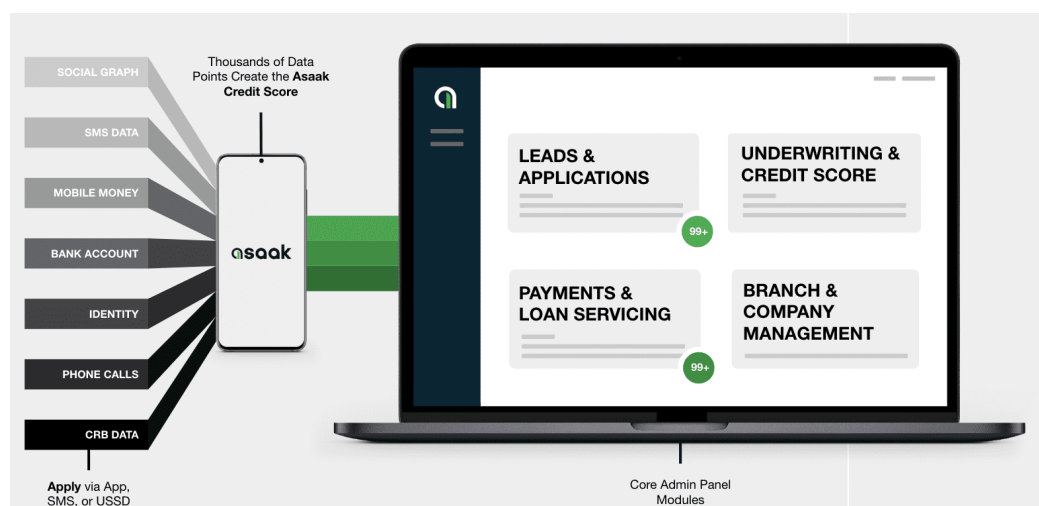 SOCIAL GRAPH
SMS DATA
MOBILE MONEY
BANK ACCOUNT
IDENTITY
PHONE CALLS
CRB DATA
Apply via App,
SMS, or USSD
Thousands of Data
Points Create the Asaak
Credit Score
asaak
LEADS &
APPLICATIONS
99+
UNDERWRITING &
CREDIT SCORE
PAYMENTS &
LOAN SERVICING
99+
BRANCH &
COMPANY
MANAGEMENT
Core Admin Panel
Modules